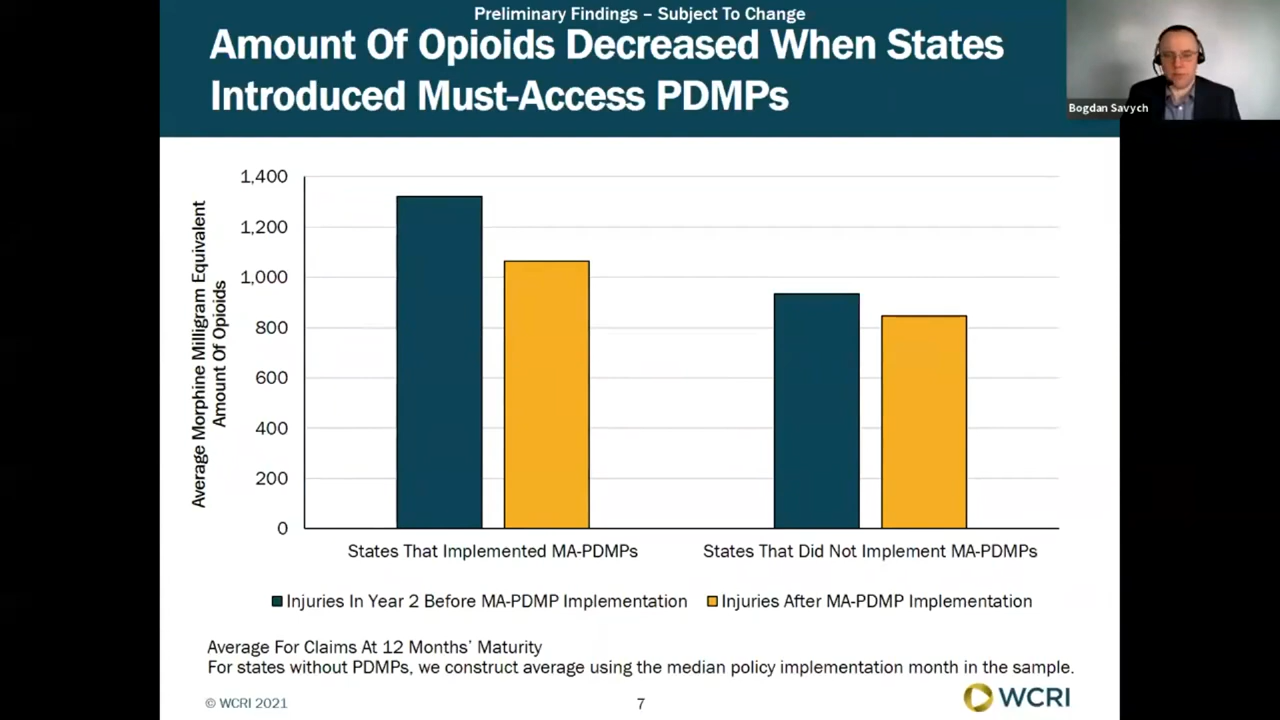 Preliminary Findings – Subject To Change
Amount Of Opioids Decreased When States
Introduced Must-Access PDMPs
Bogdan Savych
Average Morphine Milligram Equivalent
Amount Of Opioids
1,400
1,200
1,000
800
600
400
200
0
States That Implemented MA-PDMPs
States That Did Not Implement MA-PDMPs
Injuries In Year 2 Before MA-PDMP Implementation
Injuries After MA-PDMP Implementation
Average For Claims At 12 Months’ Maturity
For states without PDMPs, we construct average using the median policy implementation month in the sample.
© WCRI 2021
7
WCRI